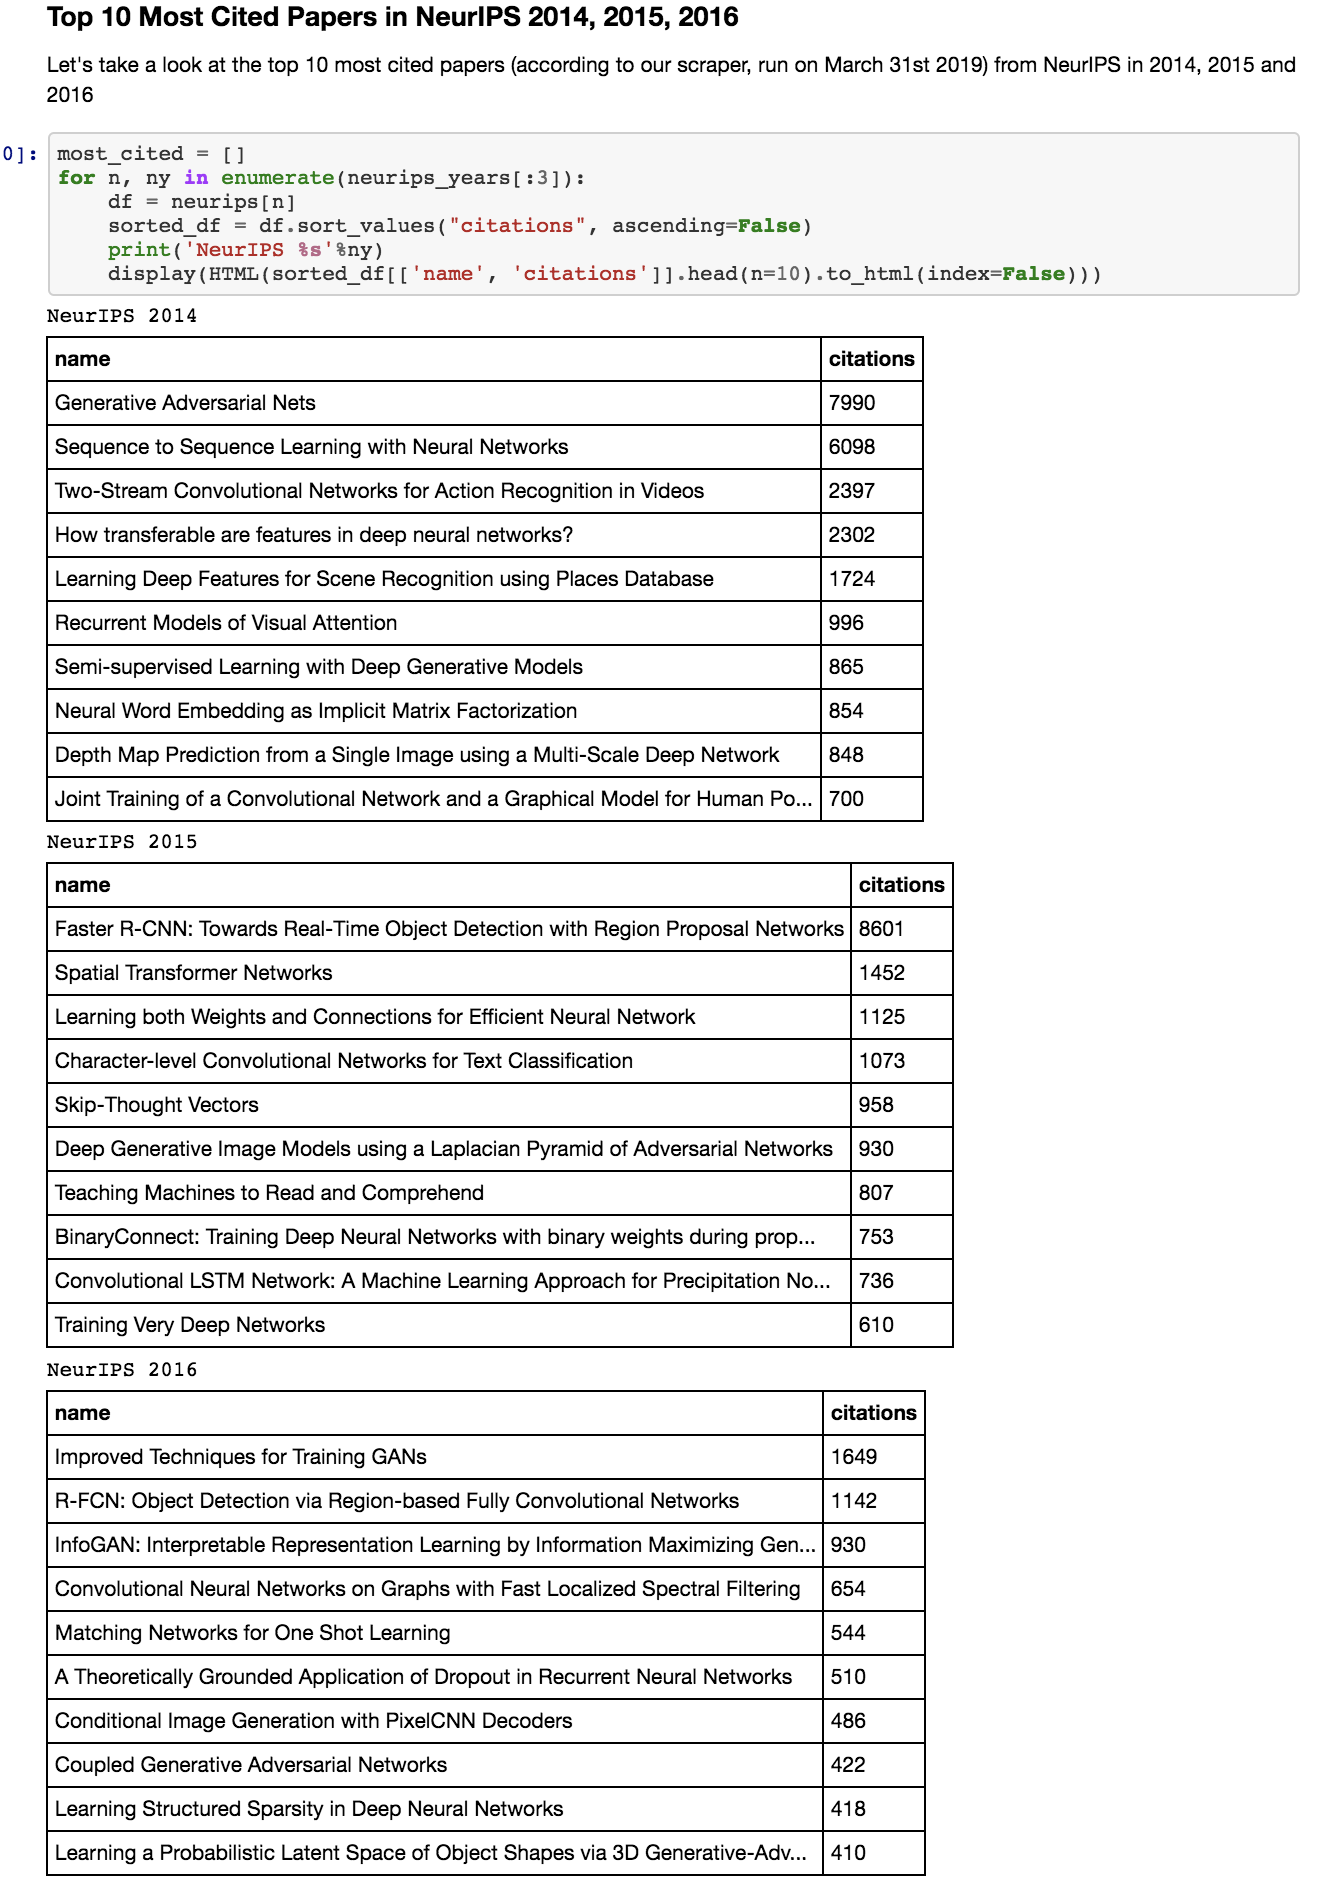 Top 10 Most Cited Papers in NeurIPS 2014, 2015, 2016
Let's take a look at the top 10 most cited papers (according to our scraper, run on March 31st 2019) from NeurIPS in 2014, 2015 and
2016
0]: most_cited = []
for n, ny in enumerate(neurips_years[:3]):
    df = neurips[n]
    sorted_df = df.sort_values("citations", ascending=False)
    print('NeurIPS %s'%ny)
    display(HTML(sorted_df[['name', 'citations']].head(n=10).to_html(index=False)))
NeurIPS 2014
name citations
Generative Adversarial Nets 7990
Sequence to Sequence Learning with Neural Networks 6098
Two-Stream Convolutional Networks for Action Recognition in Videos 2397
How transferable are features in deep neural networks? 2302
Learning Deep Features for Scene Recognition using Places Database 1724
Recurrent Models of Visual Attention 996
Semi-supervised Learning with Deep Generative Models 865
Neural Word Embedding as Implicit Matrix Factorization 854
Depth Map Prediction from a Single Image using a Multi-Scale Deep Network 848
Joint Training of a Convolutional Network and a Graphical Model for Human Po... 700
NeurIPS 2015
name citations
Faster R-CNN: Towards Real-Time Object Detection with Region Proposal Networks 8601
Spatial Transformer Networks 1452
Learning both Weights and Connections for Efficient Neural Network 1125
Character-level Convolutional Networks for Text Classification 1073
Skip-Thought Vectors 958
Deep Generative Image Models using a Laplacian Pyramid of Adversarial Networks 930
Teaching Machines to Read and Comprehend 807
BinaryConnect: Training Deep Neural Networks with binary weights during prop... 753
Convolutional LSTM Network: A Machine Learning Approach for Precipitation No... 736
Training Very Deep Networks 610
NeurIPS 2016
name citations
Improved Techniques for Training GANs 1649
R-FCN: Object Detection via Region-based Fully Convolutional Networks 1142
InfoGAN: Interpretable Representation Learning by Information Maximizing Gen... 930
Convolutional Neural Networks on Graphs with Fast Localized Spectral Filtering 654
Matching Networks for One Shot Learning 544
A Theoretically Grounded Application of Dropout in Recurrent Neural Networks 510
Conditional Image Generation with PixelCNN Decoders 486
Coupled Generative Adversarial Networks 422
Learning Structured Sparsity in Deep Neural Networks 418
Learning a Probabilistic Latent Space of Object Shapes via 3D Generative-Adv... 410